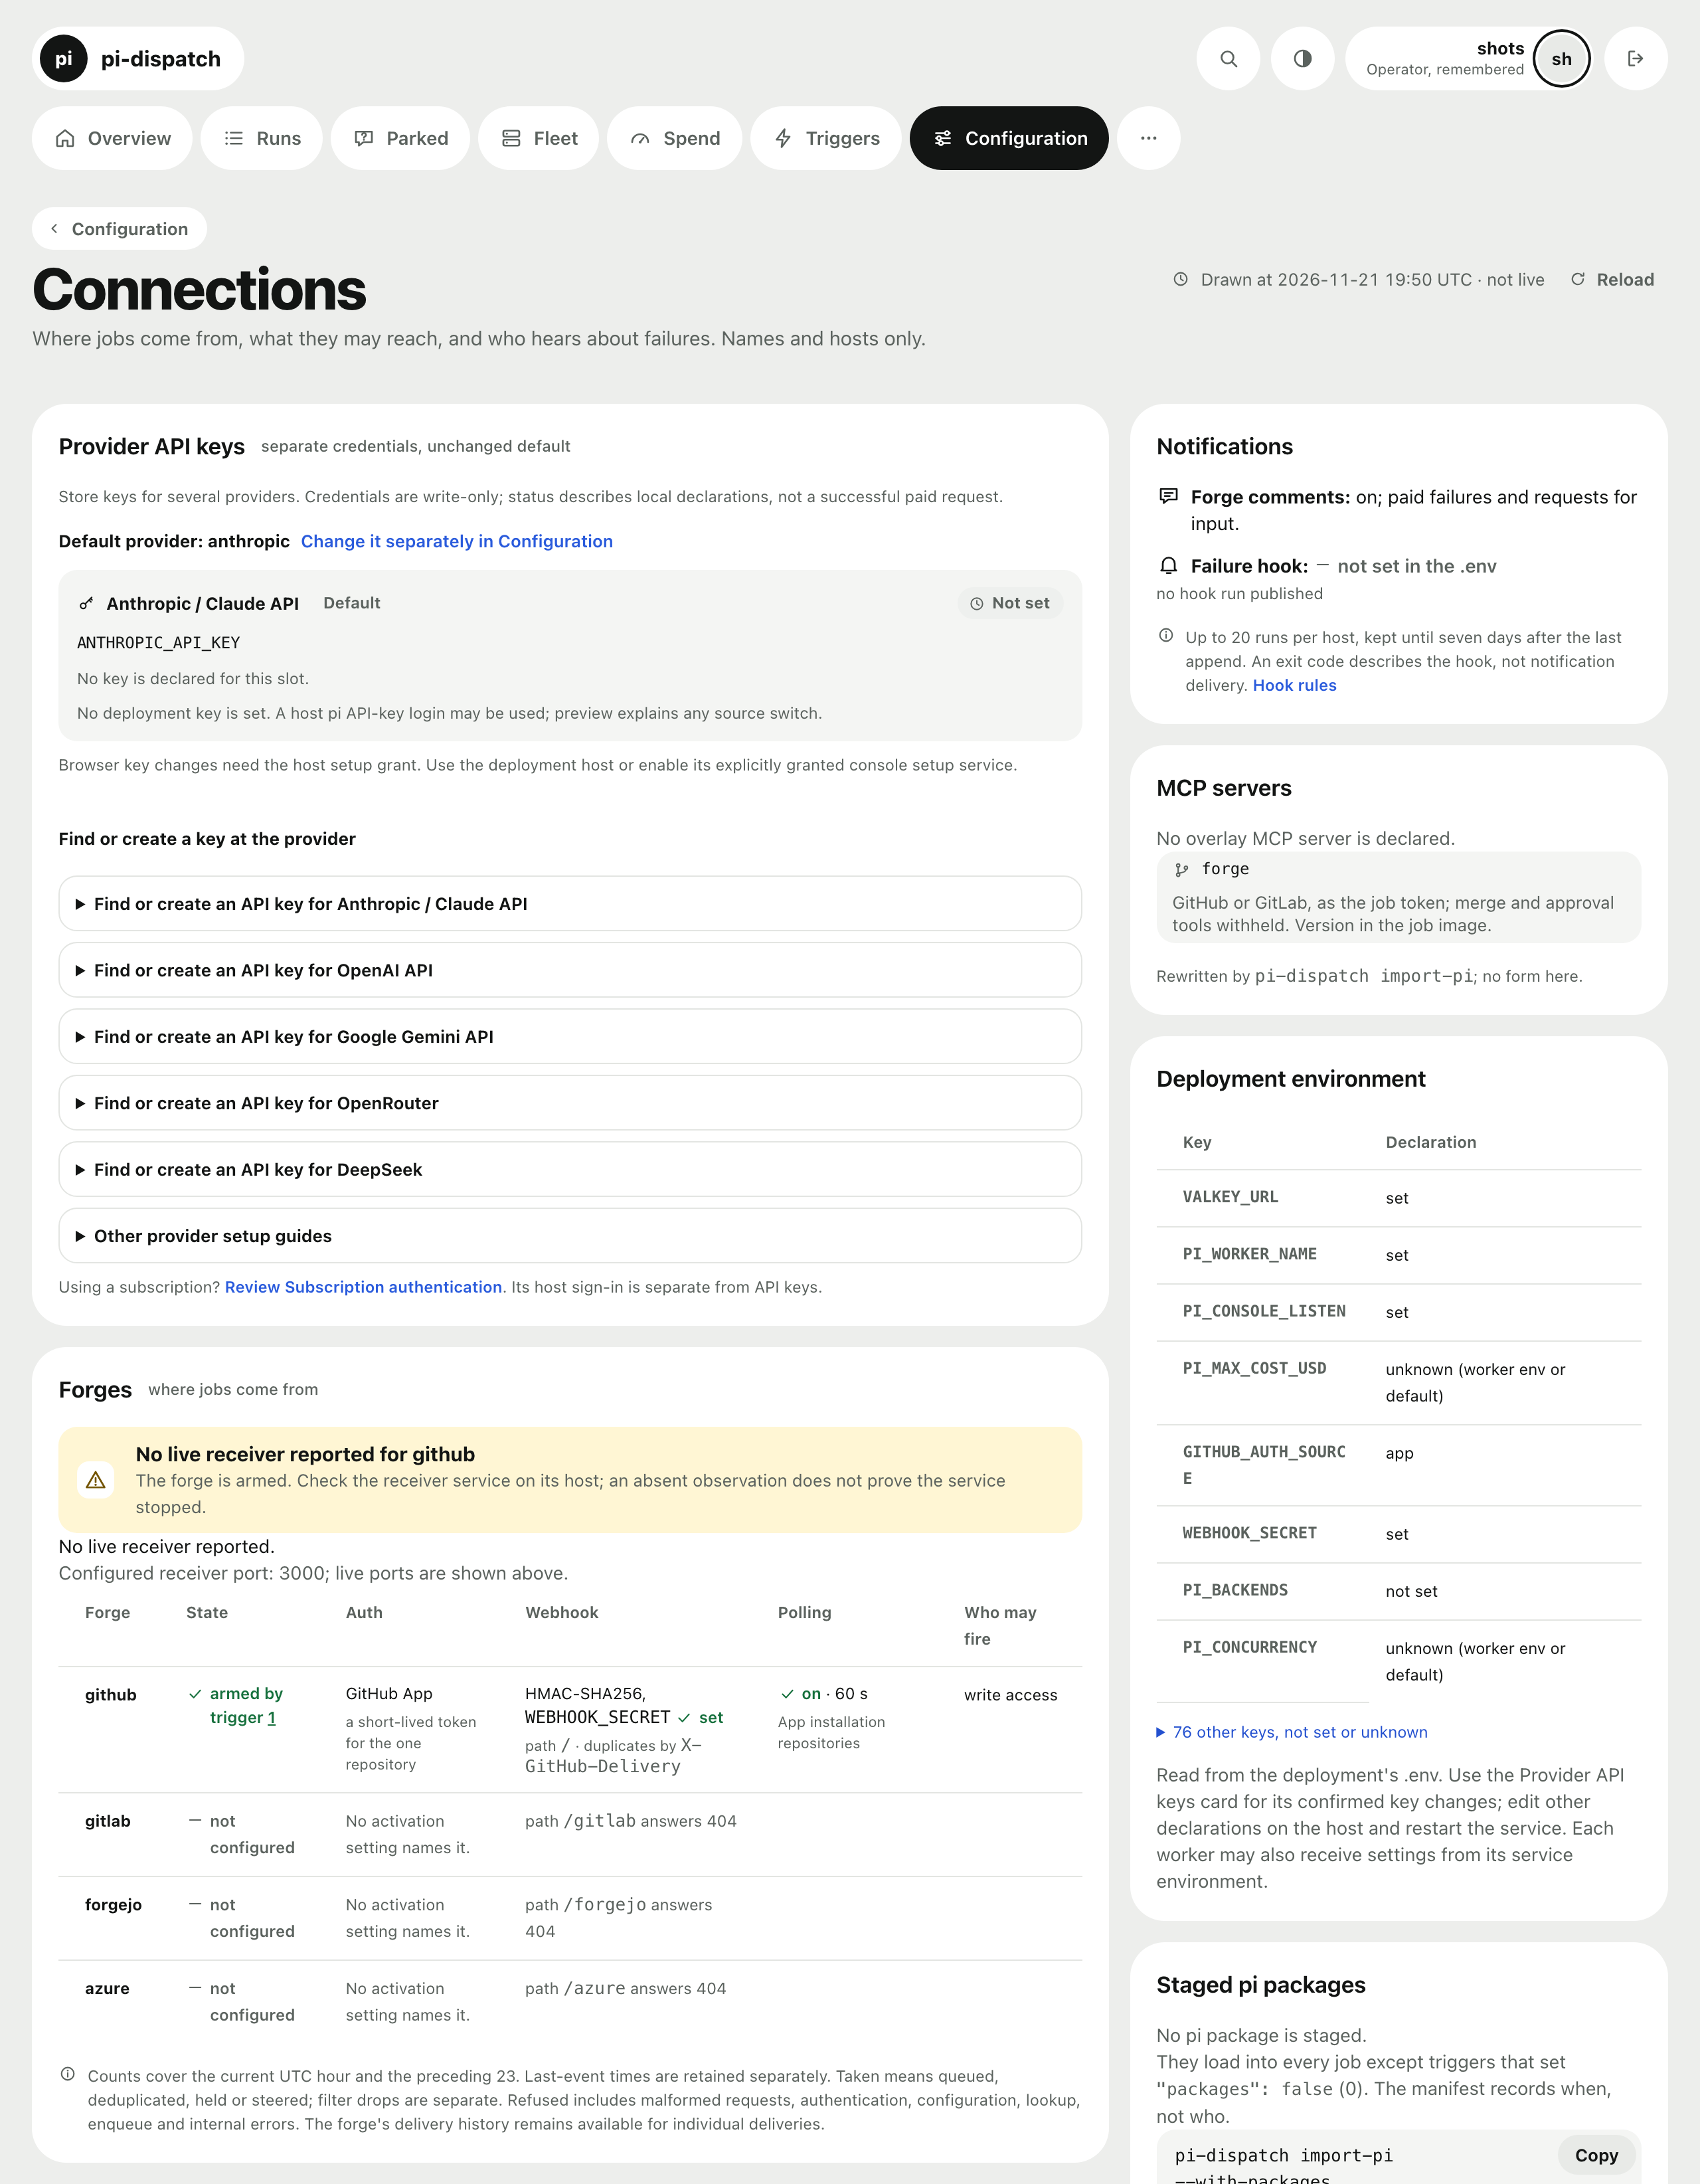 pi pi-dispatch
shots
Operator, remembered
sh
Overview
Runs
Parked
Fleet
Spend
Triggers
Configuration
Configuration
Connections
Drawn at 2026-11-21 19:50 UTC · not live
Reload
Where jobs come from, what they may reach, and who hears about failures. Names and hosts only.
Provider API keys separate credentials, unchanged default
Store keys for several providers. Credentials are write-only; status describes local declarations, not a successful paid request.
Default provider: anthropic Change it separately in Configuration
Anthropic / Claude API Default Not set
ANTHROPIC_API_KEY
No key is declared for this slot.
No deployment key is set. A host pi API-key login may be used; preview explains any source switch.
Browser key changes need the host setup grant. Use the deployment host or enable its explicitly granted console setup service.
Find or create a key at the provider
Find or create an API key for Anthropic / Claude API
Find or create an API key for OpenAI API
Find or create an API key for Google Gemini API
Find or create an API key for OpenRouter
Find or create an API key for DeepSeek
Other provider setup guides
Using a subscription? Review Subscription authentication. Its host sign-in is separate from API keys.
Forges where jobs come from
No live receiver reported for github
The forge is armed. Check the receiver service on its host; an absent observation does not prove the service
stopped.
No live receiver reported.
Configured receiver port: 3000; live ports are shown above.
Forge State Auth Webhook Polling Who may
fire
github
armed by
trigger 1
GitHub App
a short-lived token
for the one
repository
HMAC-SHA256,
WEBHOOK_SECRET ✓ set
path / · duplicates by X-
GitHub-Delivery
✓ on · 60 s
App installation
repositories
write access
gitlab
— not
configured
No activation
setting names it.
path /gitlab answers 404
forgejo
— not
configured
No activation
setting names it.
path /forgejo answers
404
azure
— not
configured
No activation
setting names it.
path /azure answers 404
Counts cover the current UTC hour and the preceding 23. Last-event times are retained separately. Taken means queued,
deduplicated, held or steered; filter drops are separate. Refused includes malformed requests, authentication, configuration, lookup,
enqueue and internal errors. The forge's delivery history remains available for individual deliveries.
Notifications
Forge comments: on; paid failures and requests for
input.
Failure hook: — not set in the .env
no hook run published
Up to 20 runs per host, kept until seven days after the last
append. An exit code describes the hook, not notification
delivery. Hook rules
MCP servers
No overlay MCP server is declared.
forge
GitHub or GitLab, as the job token; merge and approval
tools withheld. Version in the job image.
Rewritten by pi-dispatch import-pi; no form here.
Deployment environment
Key Declaration
VALKEY_URL set
PI_WORKER_NAME set
PI_CONSOLE_LISTEN set
PI_MAX_COST_USD unknown (worker env or
default)
GITHUB_AUTH_SOURC app
E
WEBHOOK_SECRET set
PI_BACKENDS not set
PI_CONCURRENCY unknown (worker env or
default)
76 other keys, not set or unknown
Read from the deployment's .env. Use the Provider API
keys card for its confirmed key changes; edit other
declarations on the host and restart the service. Each
worker may also receive settings from its service
environment.
Staged pi packages
No pi package is staged.
They load into every job except triggers that set
"packages": false (0). The manifest records when,
not who.
pi-dispatch import-pi
Copy
--with-packages